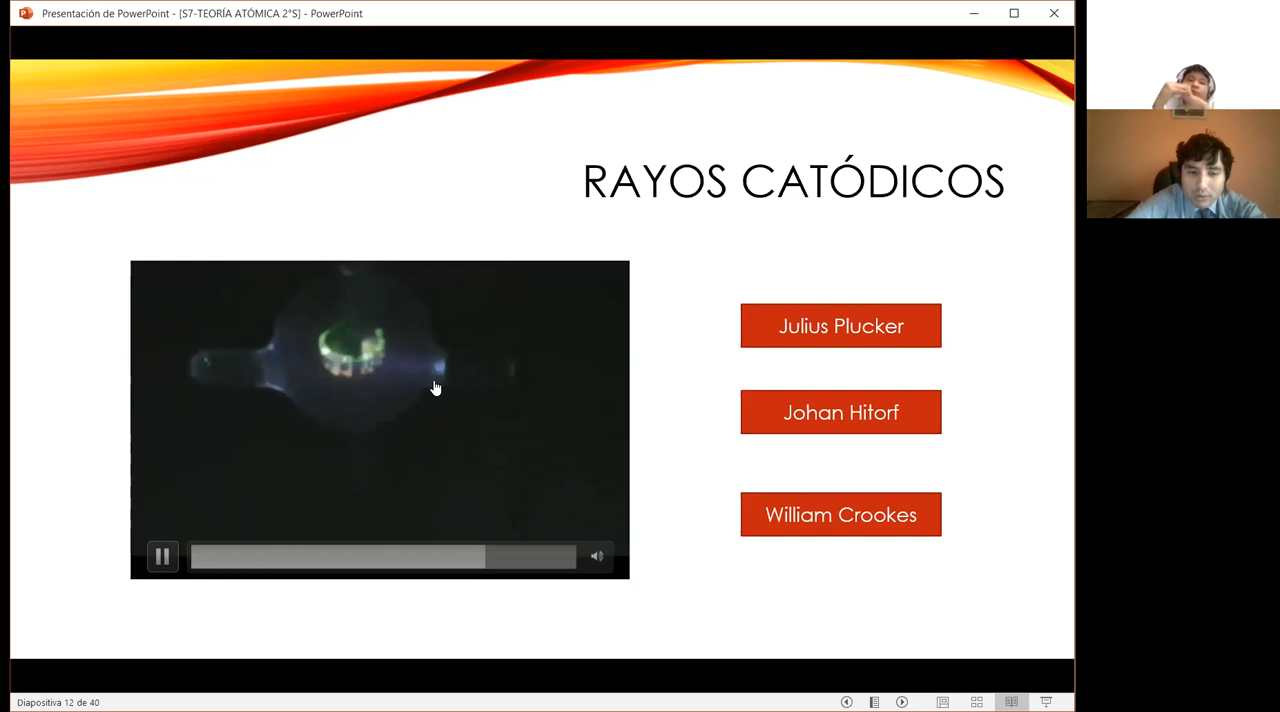 Presentación de PowerPoint - [S7-TEORÍA ATÓMICA 2°S] - PowerPoint
RAYOS CATÓDICOS
Julius Plucker
Johan Hitorf
William Crookes
Diapositiva 12 de 40